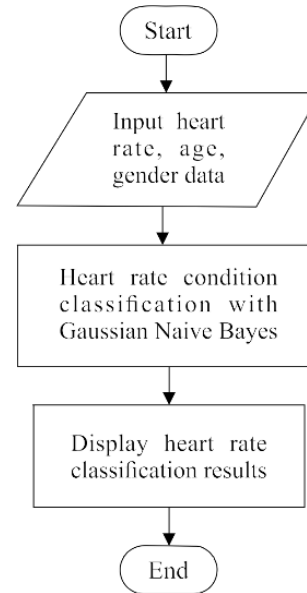 Start
Input heart
rate, age,
gender data
Heart rate condition
classification with
Gaussian Naive Bayes
Display heart rate
classification results
End